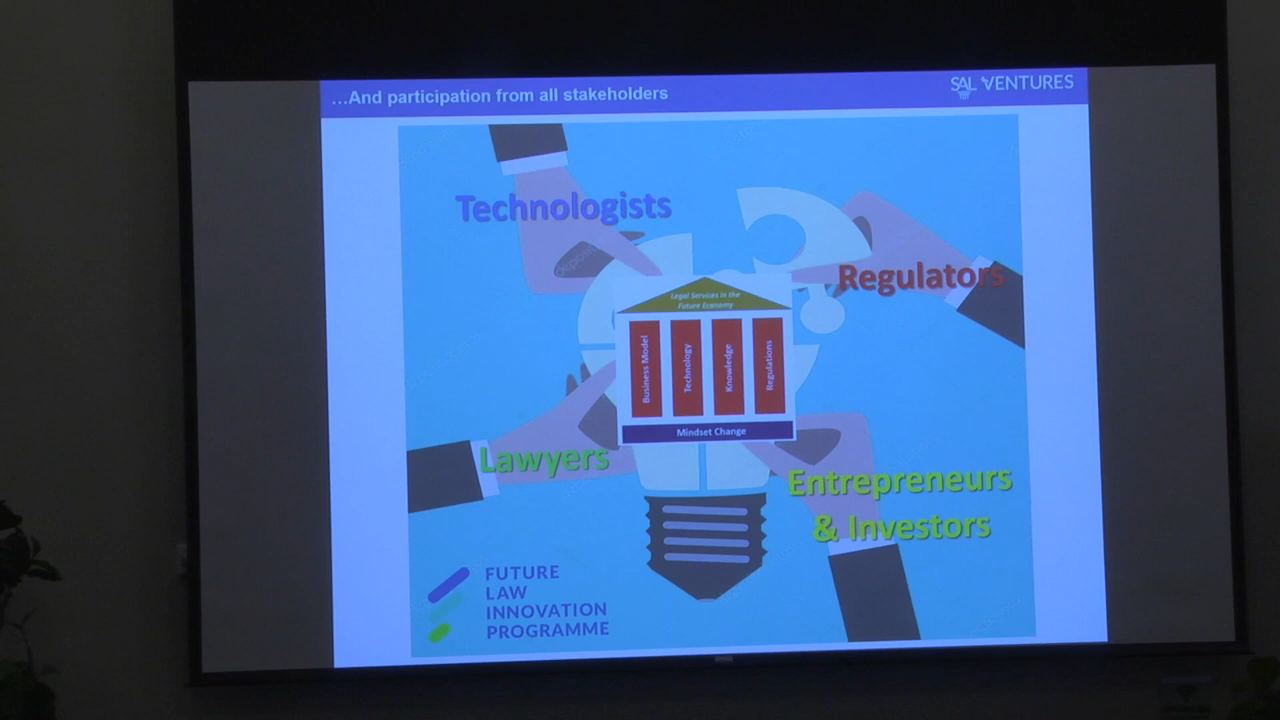 …And participation from all stakeholders
SAL VENTURES
Technologists
Regulators
Legal Services in the
Future Economy
Business Model
Technology
Knowledge
Regulations
Mindset Change
Lawyers
Entrepreneurs
& Investors
FUTURE
LAW
INNOVATION
PROGRAMME